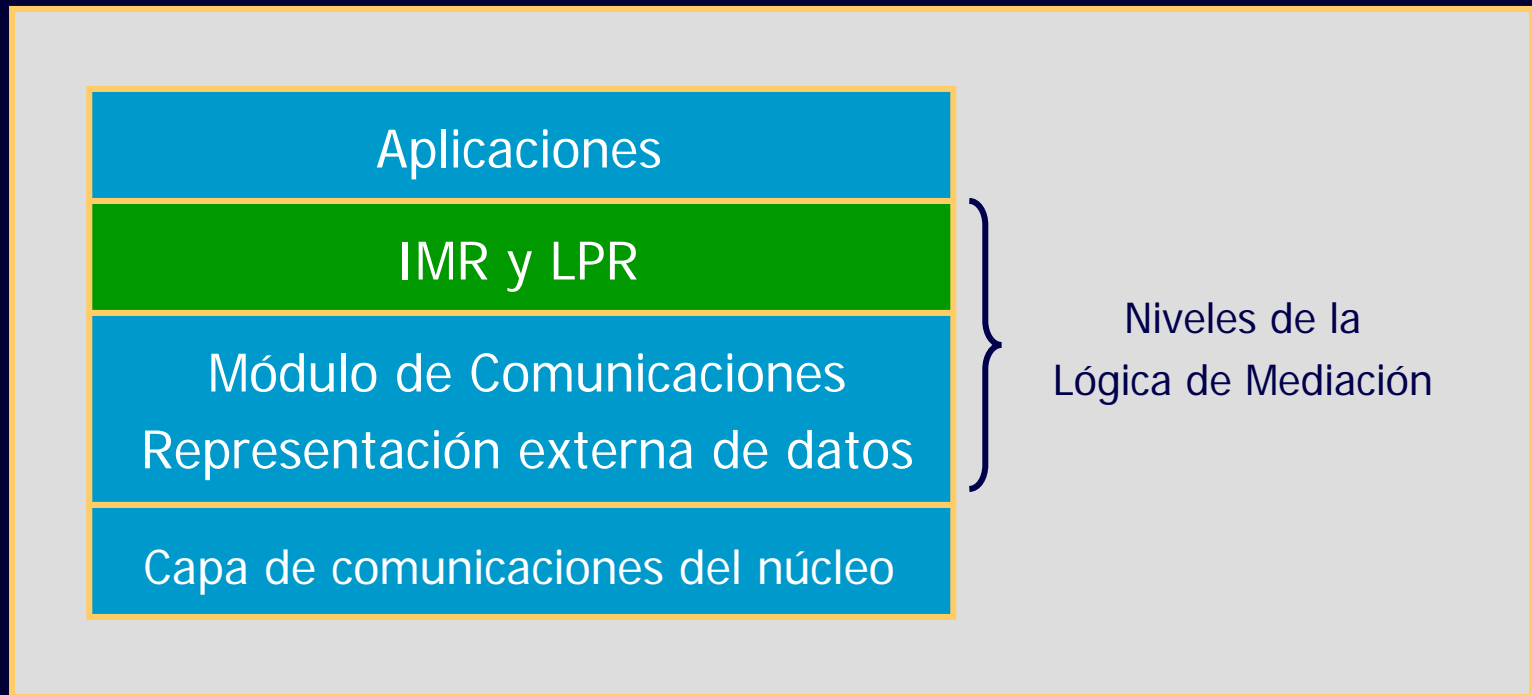 Aplicaciones
IMR y LPR
Módulo de Comunicaciones
Representación externa de datos
Capa de comunicaciones del núcleo
Niveles de la
Lógica de Mediación